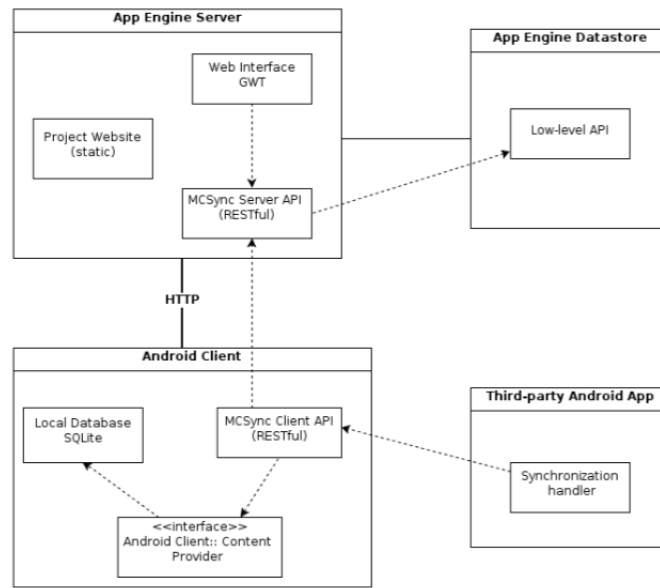 App Engine Server
Web Interface
GWT
Project Website
(static)
MCSync Server API
(RESTful)
App Engine Datastore
Low-level API
HTTP
Android Client
Local Database
SQLite
MCSync Client API
(RESTful)
<<interface>>
Android Client:: Content
Provider
Third-party Android App
Synchronization
handler